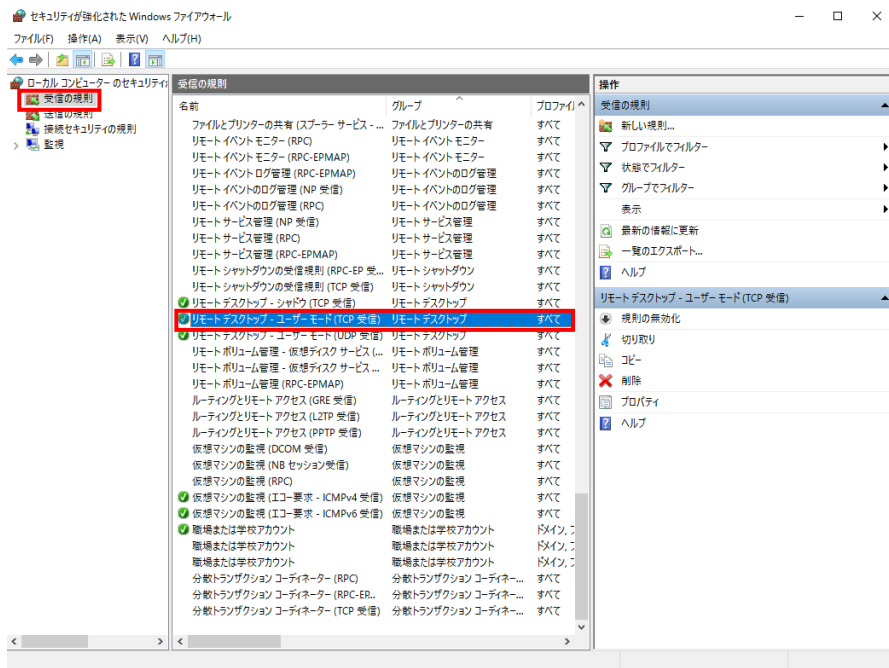 セキュリティが強化された Windows ファイアウォール
ファイル(F) 操作(A) 表示(V) ヘルプ(H)
ローカル コンピューター のセキュリティ
受信の規則
送信の規則
接続セキュリティの規則
監視
受信の規則
名前 グループ プロファイル
ファイルとプリンターの共有 (スプーラー サービス - ... ファイルとプリンターの共有 すべて
リモート イベント モニター (RPC) リモート イベント モニター すべて
リモート イベント モニター (RPC-EPMAP) リモート イベント モニター すべて
リモート イベント ログ管理 (RPC-EPMAP) リモート イベントのログ管理 すべて
リモート イベントのログ管理 (NP 受信) リモート イベントのログ管理 すべて
リモート イベントのログ管理 (RPC) リモート イベントのログ管理 すべて
リモート サービス管理 (NP 受信) リモート サービス管理 すべて
リモート サービス管理 (RPC) リモート サービス管理 すべて
リモート サービス管理 (RPC-EPMAP) リモート サービス管理 すべて
リモート シャットダウンの受信規則 (RPC-EP 受... リモート シャットダウン すべて
リモート シャットダウンの受信規則 (TCP 受信) リモート シャットダウン すべて
リモート デスクトップ - シャドウ (TCP 受信) リモート デスクトップ すべて
リモート デスクトップ - ユーザー モード (TCP 受信) リモート デスクトップ すべて
リモート デスクトップ - ユーザー モード (UDP 受信) リモート デスクトップ すべて
リモート ボリューム管理 - 仮想ディスク サービス (... リモート ボリューム管理 すべて
リモート ボリューム管理 - 仮想ディスク サービス ... リモート ボリューム管理 すべて
リモート ボリューム管理 (RPC-EPMAP) リモート ボリューム管理 すべて
ルーティングとリモート アクセス (GRE 受信) ルーティングとリモート アクセス すべて
ルーティングとリモート アクセス (L2TP 受信) ルーティングとリモート アクセス すべて
ルーティングとリモート アクセス (PPTP 受信) ルーティングとリモート アクセス すべて
仮想マシンの監視 (DCOM 受信) 仮想マシンの監視 すべて
仮想マシンの監視 (NB セッション受信) 仮想マシンの監視 すべて
仮想マシンの監視 (RPC) 仮想マシンの監視 すべて
仮想マシンの監視 (エコー要求 - ICMPv4 受信) 仮想マシンの監視 すべて
仮想マシンの監視 (エコー要求 - ICMPv6 受信) 仮想マシンの監視 すべて
職場または学校アカウント 職場または学校アカウント ドメイン, フ
職場または学校アカウント 職場または学校アカウント ドメイン, フ
職場または学校アカウント 職場または学校アカウント ドメイン, フ
分散トランザクション コーディネーター (RPC) 分散トランザクション コーディネー... すべて
分散トランザクション コーディネーター (RPC-EP... 分散トランザクション コーディネー... すべて
分散トランザクション コーディネーター (TCP 受信) 分散トランザクション コーディネー... すべて
操作
受信の規則
新しい規則...
プロファイルでフィルター
状態でフィルター
グループでフィルター
表示
最新の情報に更新
一覧のエクスポート...
ヘルプ
リモート デスクトップ - ユーザー モード (TCP 受信)
規則の無効化
切り取り
コピー
削除
プロパティ
ヘルプ